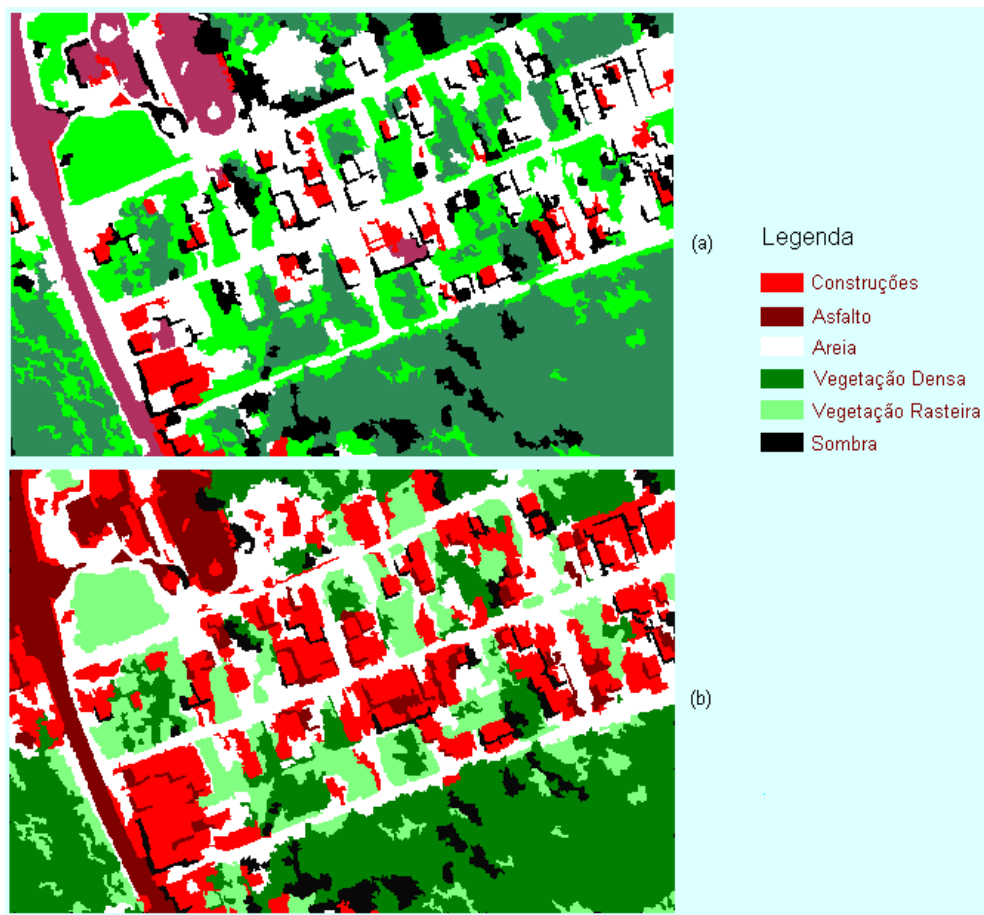 (a)
Legenda
Construções
Asfalto
Areia
Vegetação Densa
Vegetação Rasteira
Sombra
(b)